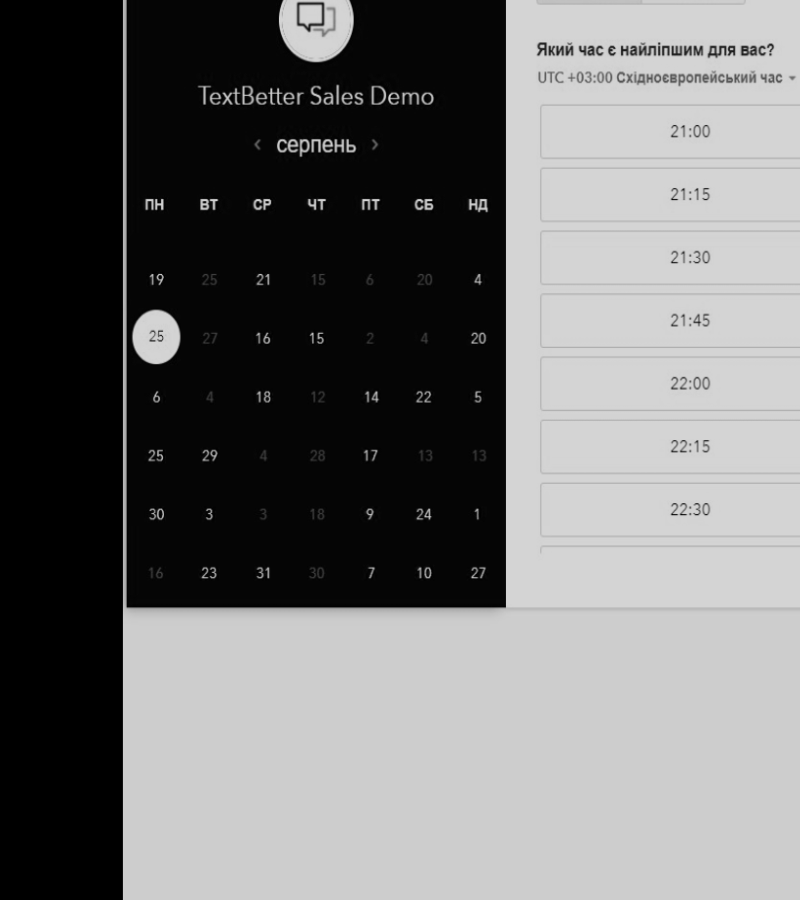 TextBetter Sales Demo
‹ серпень ›
ПН ВТ СР ЧТ ПТ СБ НД
19 25 21 15 6 20 4
25 27 16 15 2 4 20
6 4 18 12 14 22 5
25 29 4 28 17 13 13
30 3 3 18 9 24 1
16 23 31 30 7 10 27
Який час є найліпшим для вас?
UTC +03:00 Східноєвропейський час
21:00
21:15
21:30
21:45
22:00
22:15
22:30